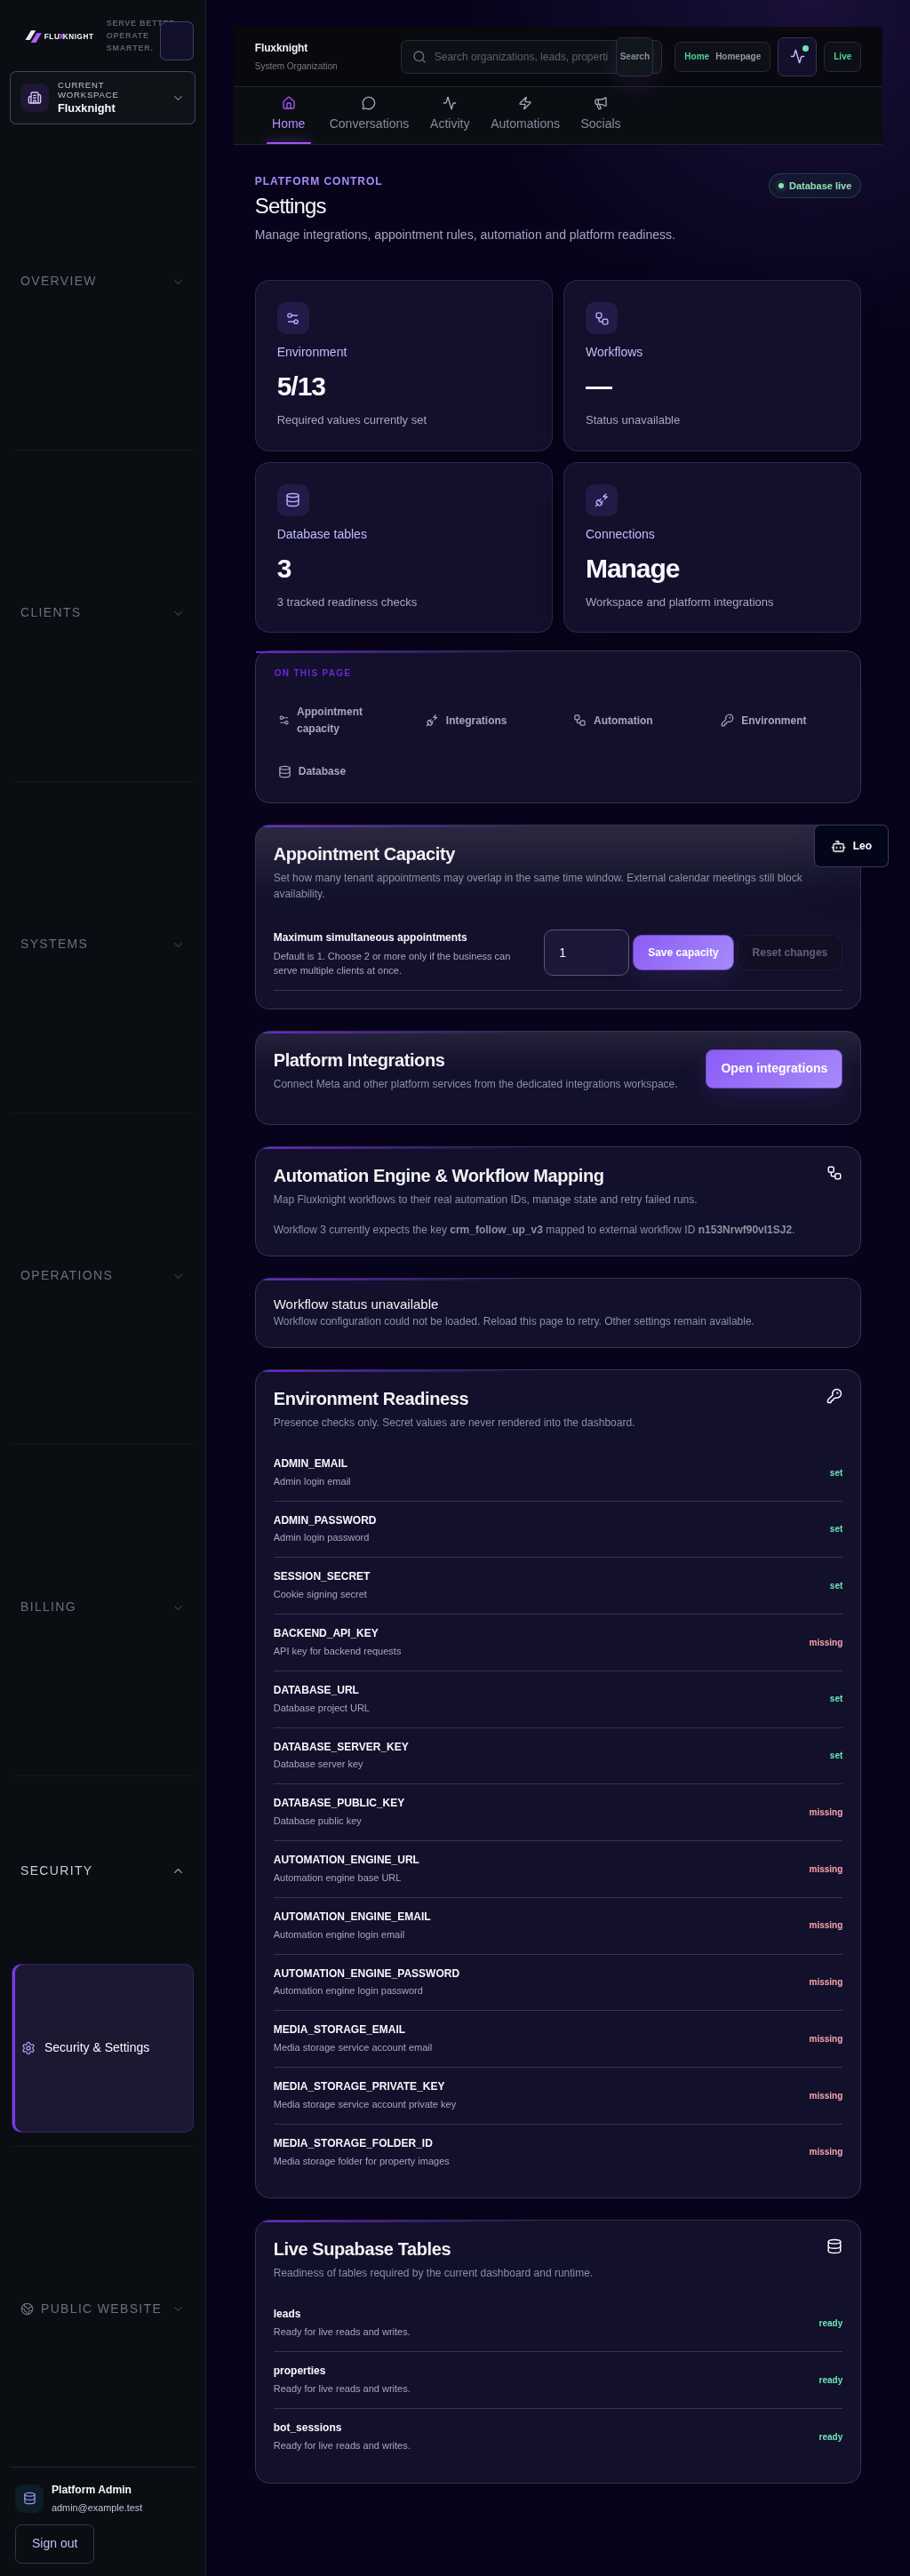 FLUXKNIGHT
SERVE
OPERATE
SMARTER.
CURRENT
WORKSPACE
Fluxknight
OVERVIEW
CLIENTS
SYSTEMS
OPERATIONS
BILLING
SECURITY
Security & Settings
PUBLIC WEBSITE
Platform Admin
admin@example.test
Sign out
Fluxknight
System Organization
Search organizations, leads, properti
Search
Home Homepage
Live
Home
Conversations
Activity
Automations
Socials
PLATFORM CONTROL
Settings
Manage integrations, appointment rules, automation and platform readiness.
Database live
Environment
5/13
Required values currently set
Workflows
—
Status unavailable
Database tables
3
3 tracked readiness checks
Connections
Manage
Workspace and platform integrations
ON THIS PAGE
Appointment
capacity
Integrations
Automation
Environment
Database
Leo
Appointment Capacity
Set how many tenant appointments may overlap in the same time window. External calendar meetings still block
availability.
Maximum simultaneous appointments
Default is 1. Choose 2 or more only if the business can
serve multiple clients at once.
1
Save capacity
Reset changes
Platform Integrations
Connect Meta and other platform services from the dedicated integrations workspace.
Open integrations
Automation Engine & Workflow Mapping
Map Fluxknight workflows to their real automation IDs, manage state and retry failed runs.
Workflow 3 currently expects the key crm_follow_up_v3 mapped to external workflow ID n153Nrwf90vI1SJ2.
Workflow status unavailable
Workflow configuration could not be loaded. Reload this page to retry. Other settings remain available.
Environment Readiness
Presence checks only. Secret values are never rendered into the dashboard.
ADMIN_EMAIL
Admin login email
set
ADMIN_PASSWORD
Admin login password
set
SESSION_SECRET
Cookie signing secret
set
BACKEND_API_KEY
API key for backend requests
missing
DATABASE_URL
Database project URL
set
DATABASE_SERVER_KEY
Database server key
set
DATABASE_PUBLIC_KEY
Database public key
missing
AUTOMATION_ENGINE_URL
Automation engine base URL
missing
AUTOMATION_ENGINE_EMAIL
Automation engine login email
missing
AUTOMATION_ENGINE_PASSWORD
Automation engine login password
missing
MEDIA_STORAGE_EMAIL
Media storage service account email
missing
MEDIA_STORAGE_PRIVATE_KEY
Media storage service account private key
missing
MEDIA_STORAGE_FOLDER_ID
Media storage folder for property images
missing
Live Supabase Tables
Readiness of tables required by the current dashboard and runtime.
leads
Ready for live reads and writes.
ready
properties
Ready for live reads and writes.
ready
bot_sessions
Ready for live reads and writes.
ready